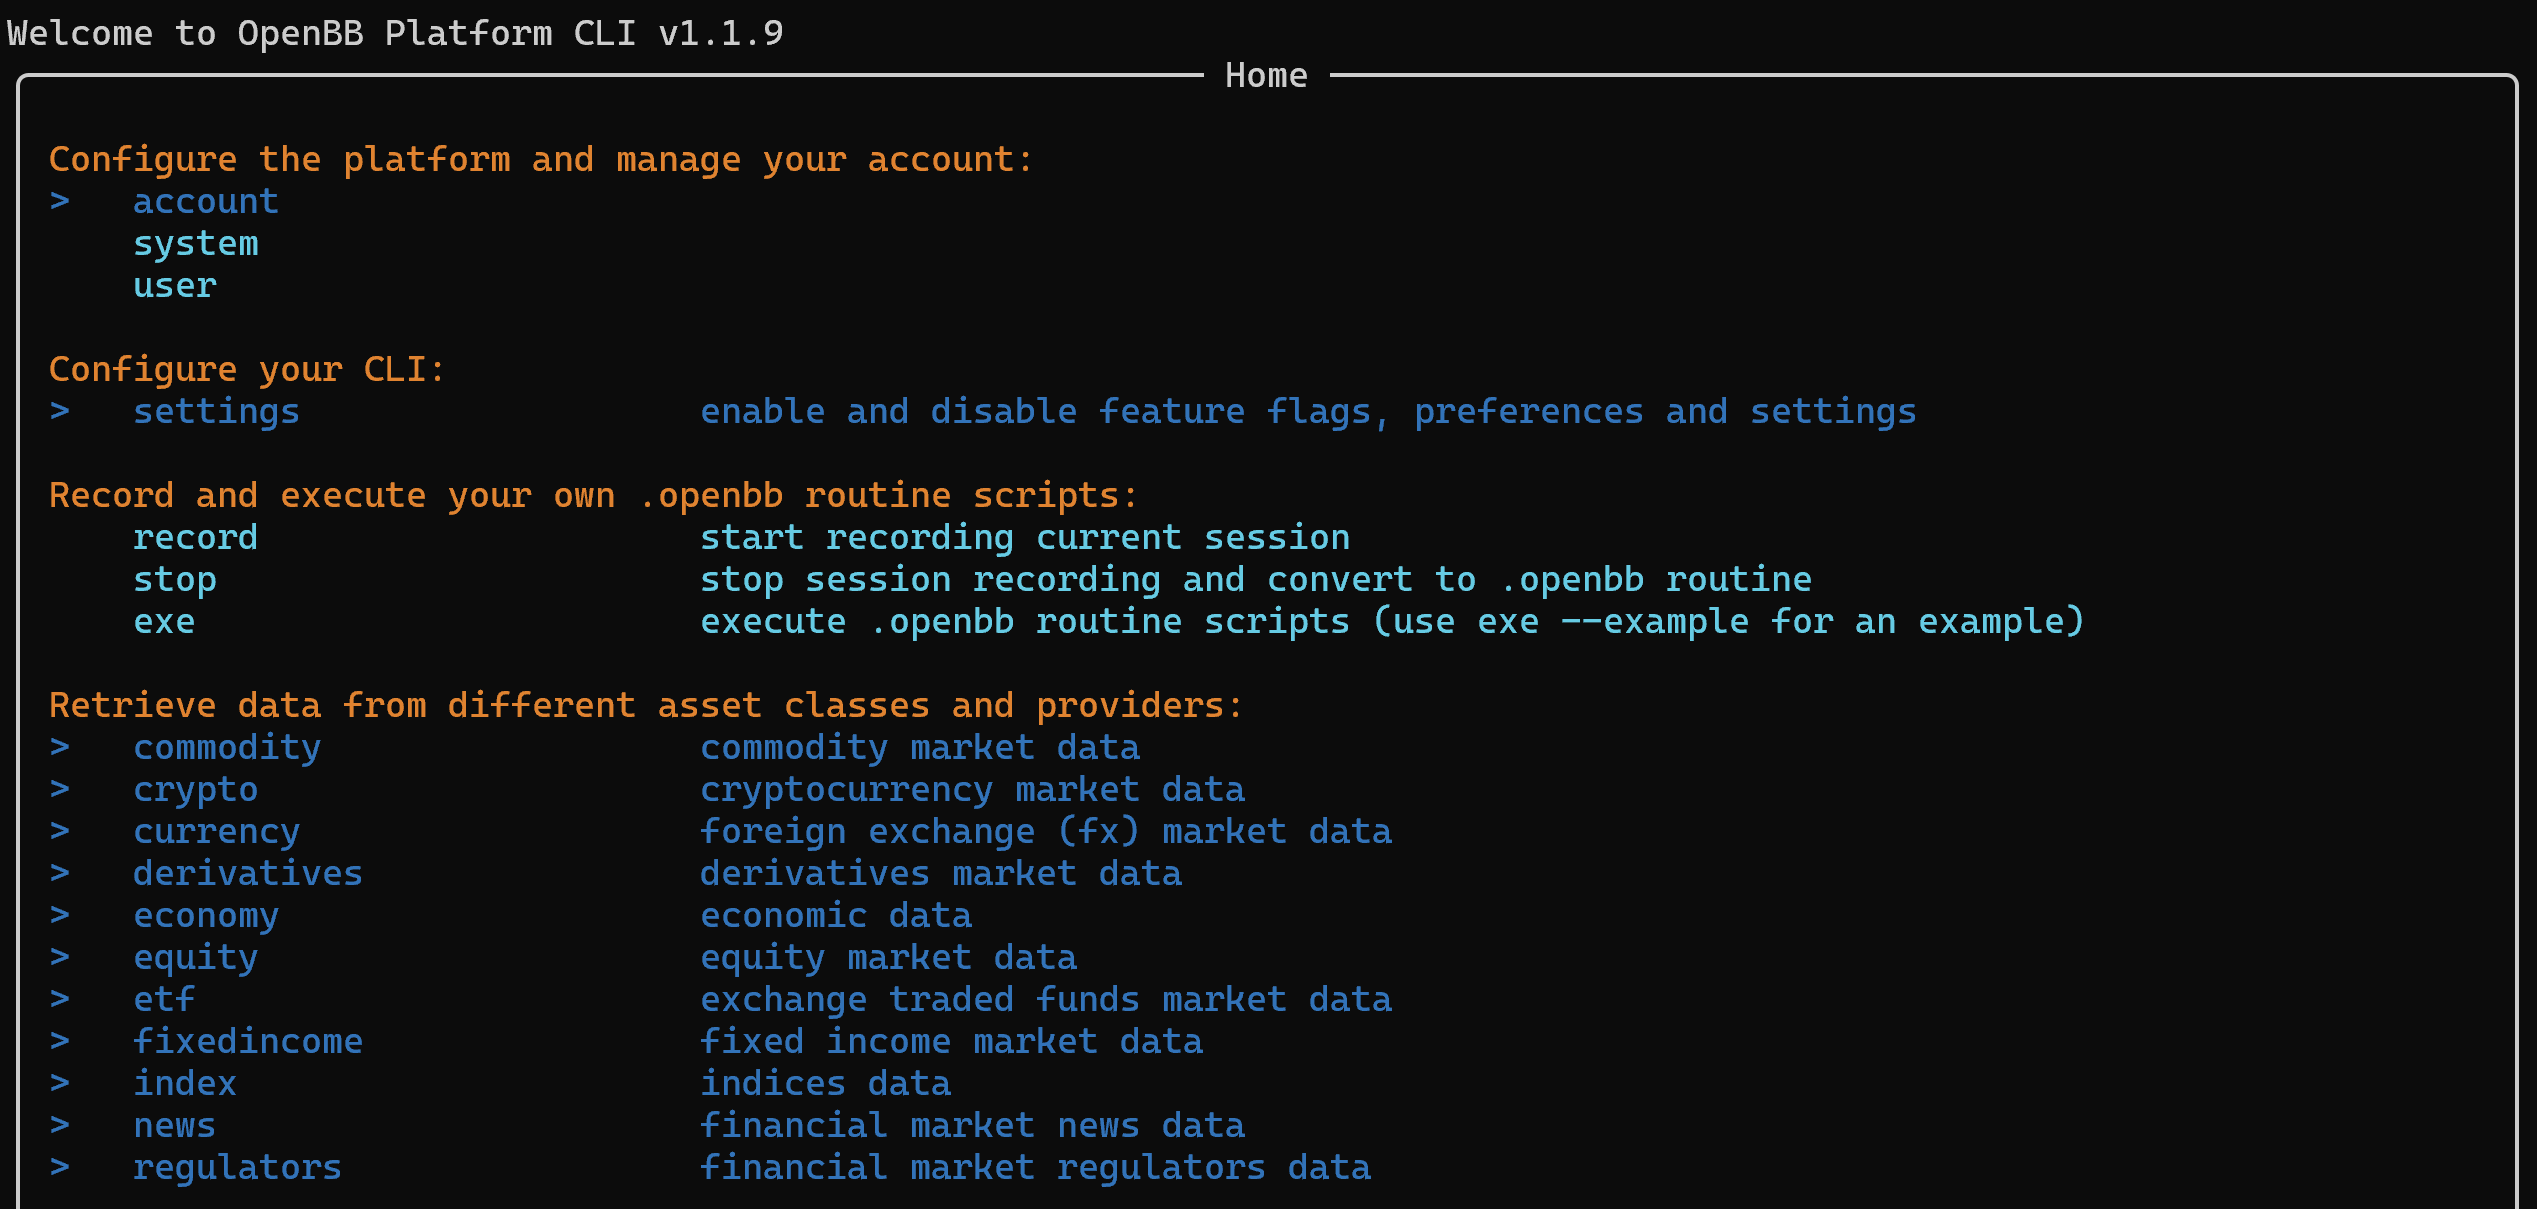 Welcome to OpenBB Platform CLI v1.1.9
Home
Configure the platform and manage your account:
> account
system
user
Configure your CLI:
> settings enable and disable feature flags, preferences and settings
Record and execute your own .openbb routine scripts:
record start recording current session
stop stop session recording and convert to .openbb routine
exe execute .openbb routine scripts (use exe --example for an example)
Retrieve data from different asset classes and providers:
> commodity commodity market data
> crypto cryptocurrency market data
> currency foreign exchange (fx) market data
> derivatives derivatives market data
> economy economic data
> equity equity market data
> etf exchange traded funds market data
> fixedincome fixed income market data
> index indices data
> news financial market news data
> regulators financial market regulators data